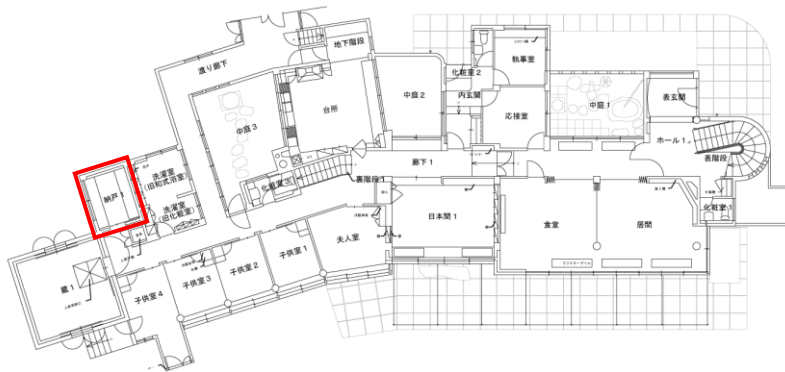 渡り廊下
地下階段
台所
中庭3
中庭2
化粧室2
内玄関
執事室
応接室
中庭1
表玄関
ホール1
表階段
化粧室1
廊下1
裏階段1
化粧室3
洗濯室
(旧和式浴室)
洗濯室
(旧化粧室)
納戸1
蔵1
子供室4
子供室3
子供室2
子供室1
夫人室
日本間1
食堂
居間